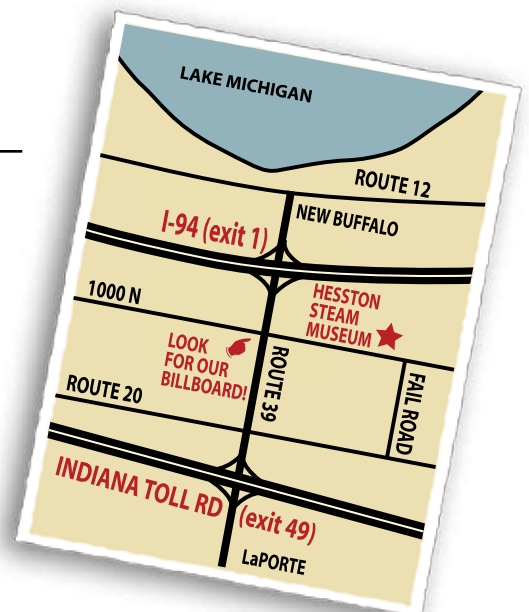 LAKE MICHIGAN
ROUTE 12
NEW BUFFALO
I-94 (exit 1)
HESSTON
STEAM
MUSEUM
1000 N
LOOK
FOR OUR
BILLBOARD!
ROUTE 39
FAIL ROAD
ROUTE 20
INDIANA TOLL RD (exit 49)
LaPORTE